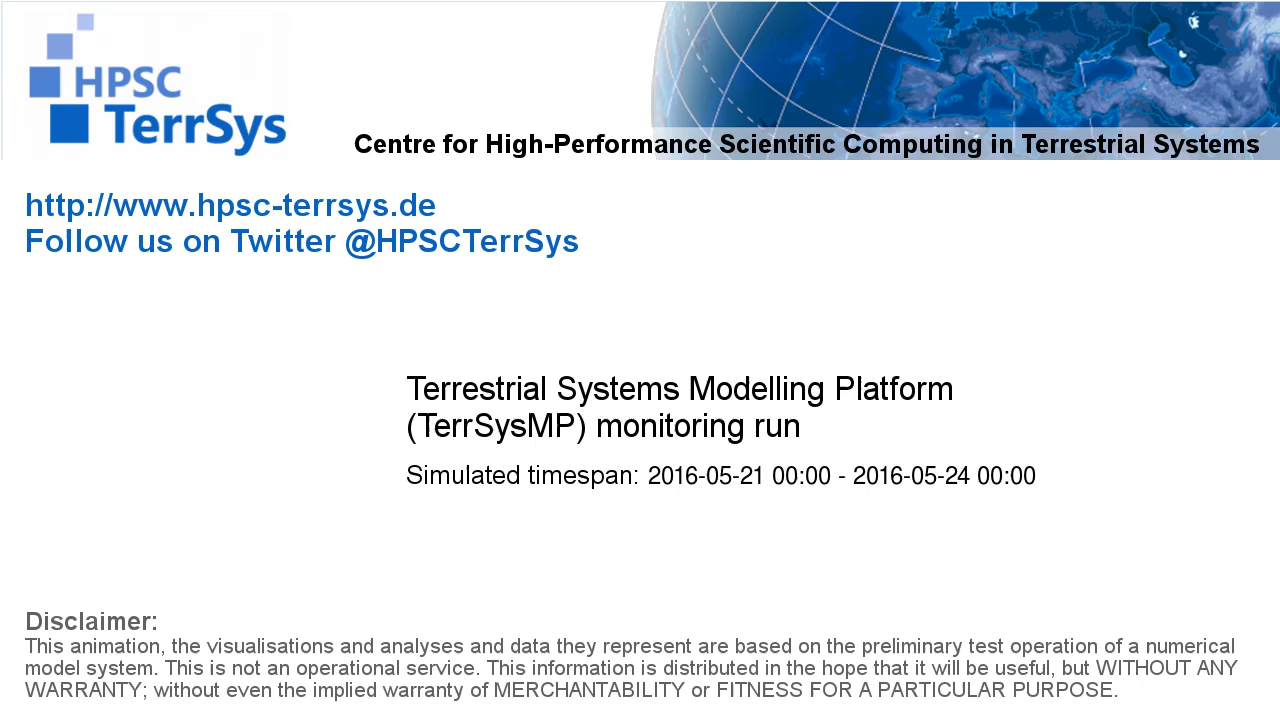 HPSC
TerrSys
Centre for High-Performance Scientific Computing in Terrestrial Systems
http://www.hpsc-terrsys.de
Follow us on Twitter @HPSCTerrSys
Terrestrial Systems Modelling Platform
(TerrSysMP) monitoring run
Simulated timespan: 2016-05-21 00:00 - 2016-05-24 00:00
Disclaimer:
This animation, the visualisations and analyses and data they represent are based on the preliminary test operation of a numerical
model system. This is not an operational service. This information is distributed in the hope that it will be useful, but WITHOUT ANY
WARRANTY; without even the implied warranty of MERCHANTABILITY or FITNESS FOR A PARTICULAR PURPOSE.